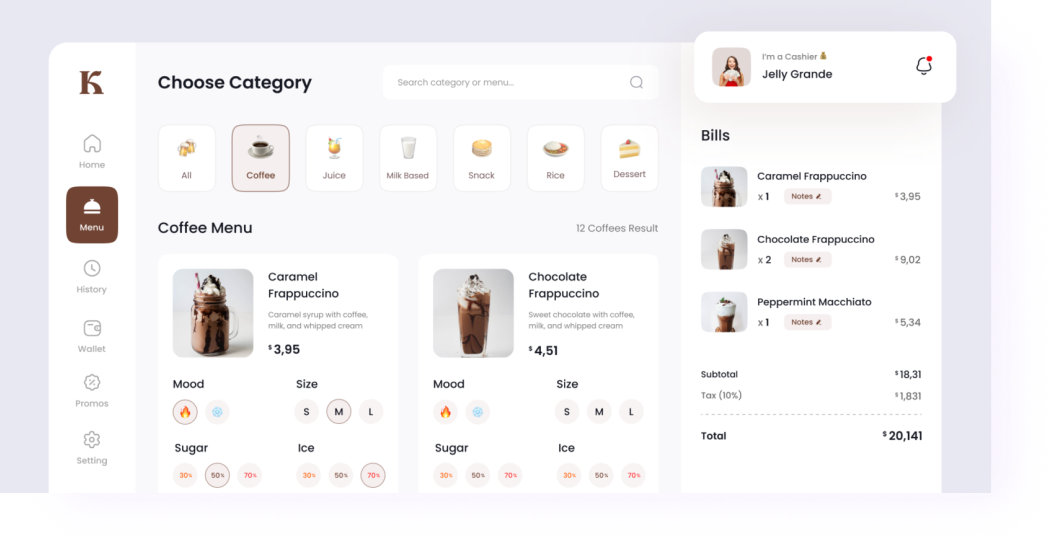 K
Home
Menu
History
Wallet
Promos
Setting
Choose Category
Search category or menu...
All
Coffee
Juice
Milk Based
Snack
Rice
Dessert
Coffee Menu
12 Coffees Result
Caramel
Frappuccino
Caramel syrup with coffee,
milk, and whipped cream
$ 3,95
Mood
Size
S M L
Sugar
Ice
30% 50% 70%
30% 50% 70%
Chocolate
Frappuccino
Sweet chocolate with coffee,
milk, and whipped cream
$ 4,51
Mood
Size
S M L
Sugar
Ice
30% 50% 70%
30% 50% 70%
I'm a Cashier
Jelly Grande
Bills
Caramel Frappuccino
x 1 Notes $ 3,95
Chocolate Frappuccino
x 2 Notes $ 9,02
Peppermint Macchiato
x 1 Notes $ 5,34
Subtotal $ 18,31
Tax (10%) $ 1,831
Total $ 20,141